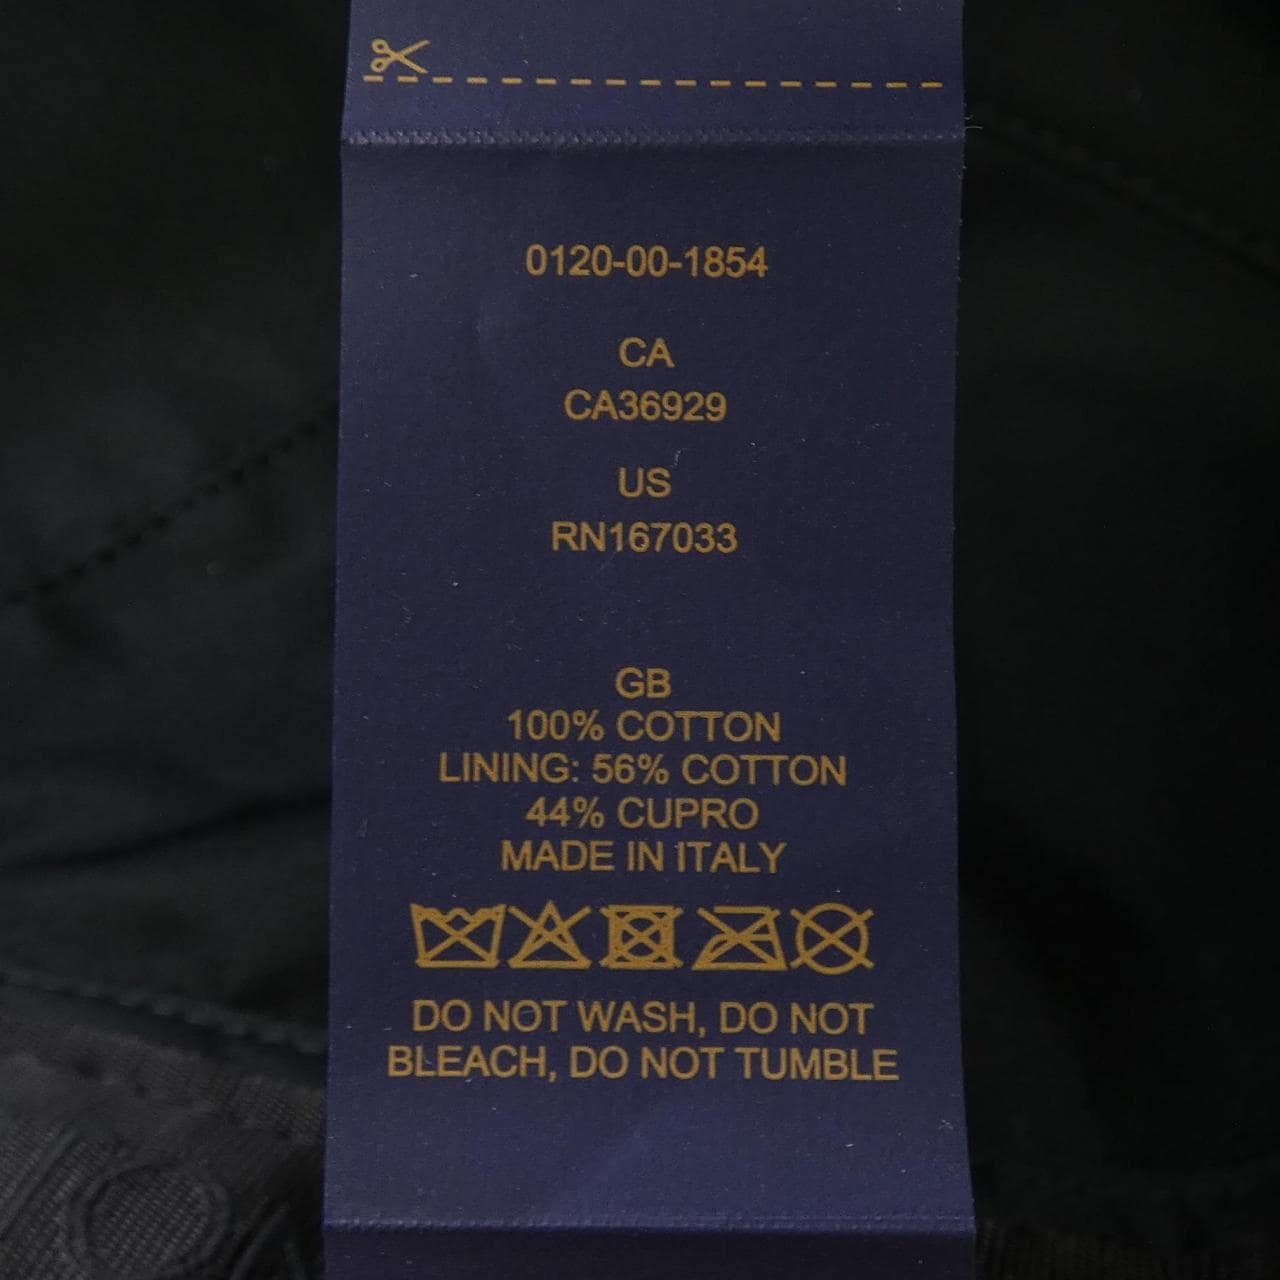 0120-00-1854
CA
CA36929
US
RN167033
GB
100% COTTON
LINING: 56% COTTON
44% CUPRO
MADE IN ITALY
DO NOT WASH, DO NOT
BLEACH, DO NOT TUMBLE